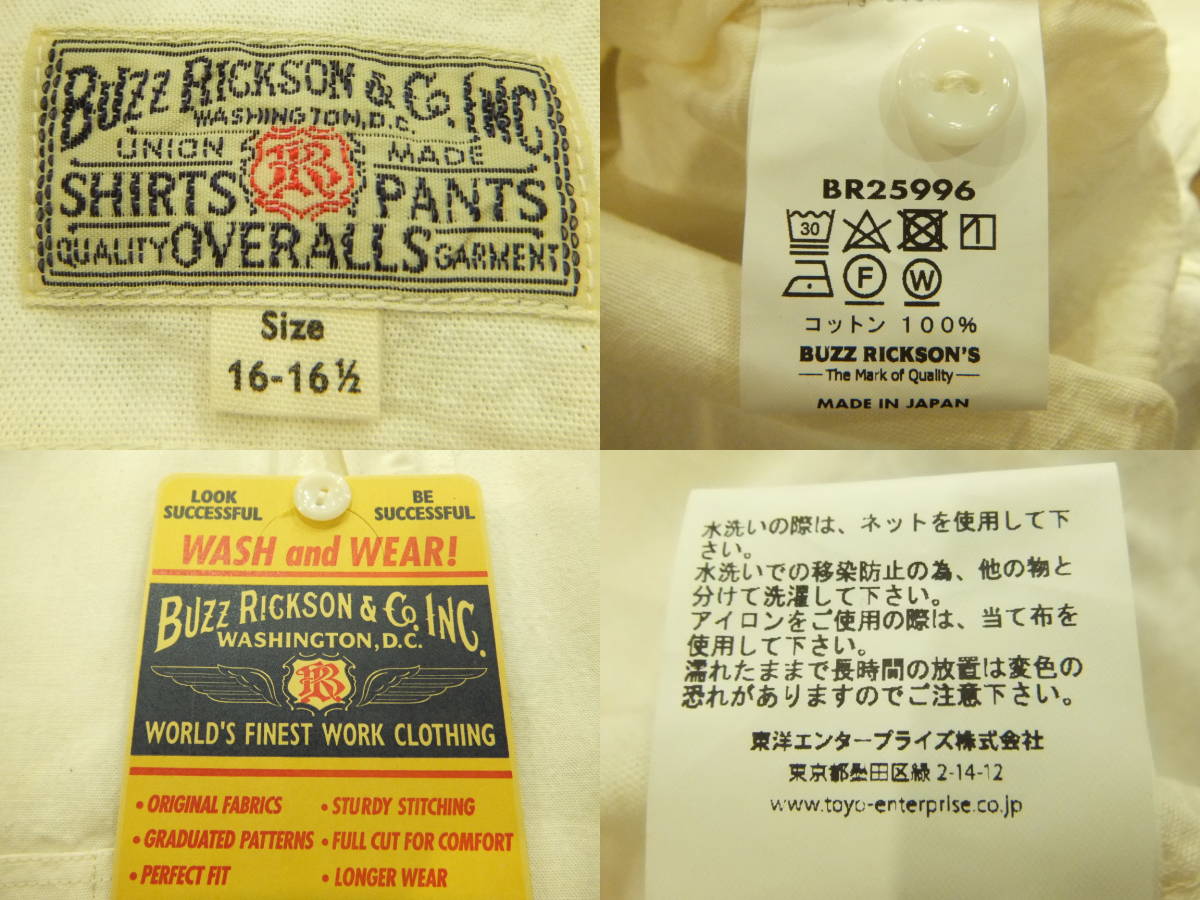 BUZZ RICKSON & Co. INC.
WASHINGTON, D.C.
UNION MADE
BR
SHIRTS PANTS
QUALITY OVERALLS GARMENT
Size
16-16½
BR25996
30
1
F W
コットン 100%
BUZZ RICKSON'S
The Mark of Quality
MADE IN JAPAN
LOOK SUCCESSFUL
BE SUCCESSFUL
WASH and WEAR!
BUZZ RICKSON & Co. INC.
WASHINGTON, D.C.
BR
WORLD'S FINEST WORK CLOTHING
• ORIGINAL FABRICS • STURDY STITCHING
• GRADUATED PATTERNS • FULL CUT FOR COMFORT
• PERFECT FIT • LONGER WEAR
水洗いの際は、ネットを使用して下
さい。
水洗いでの移染防止の為、他の物と
分けて洗濯して下さい。
アイロンをご使用の際は、当て布を
使用して下さい。
濡れたままで長時間の放置は変色の
恐れがありますのでご注意下さい。
東洋エンタープライズ株式会社
東京都墨田区緑 2-14-12
www.toyo-enterprise.co.jp